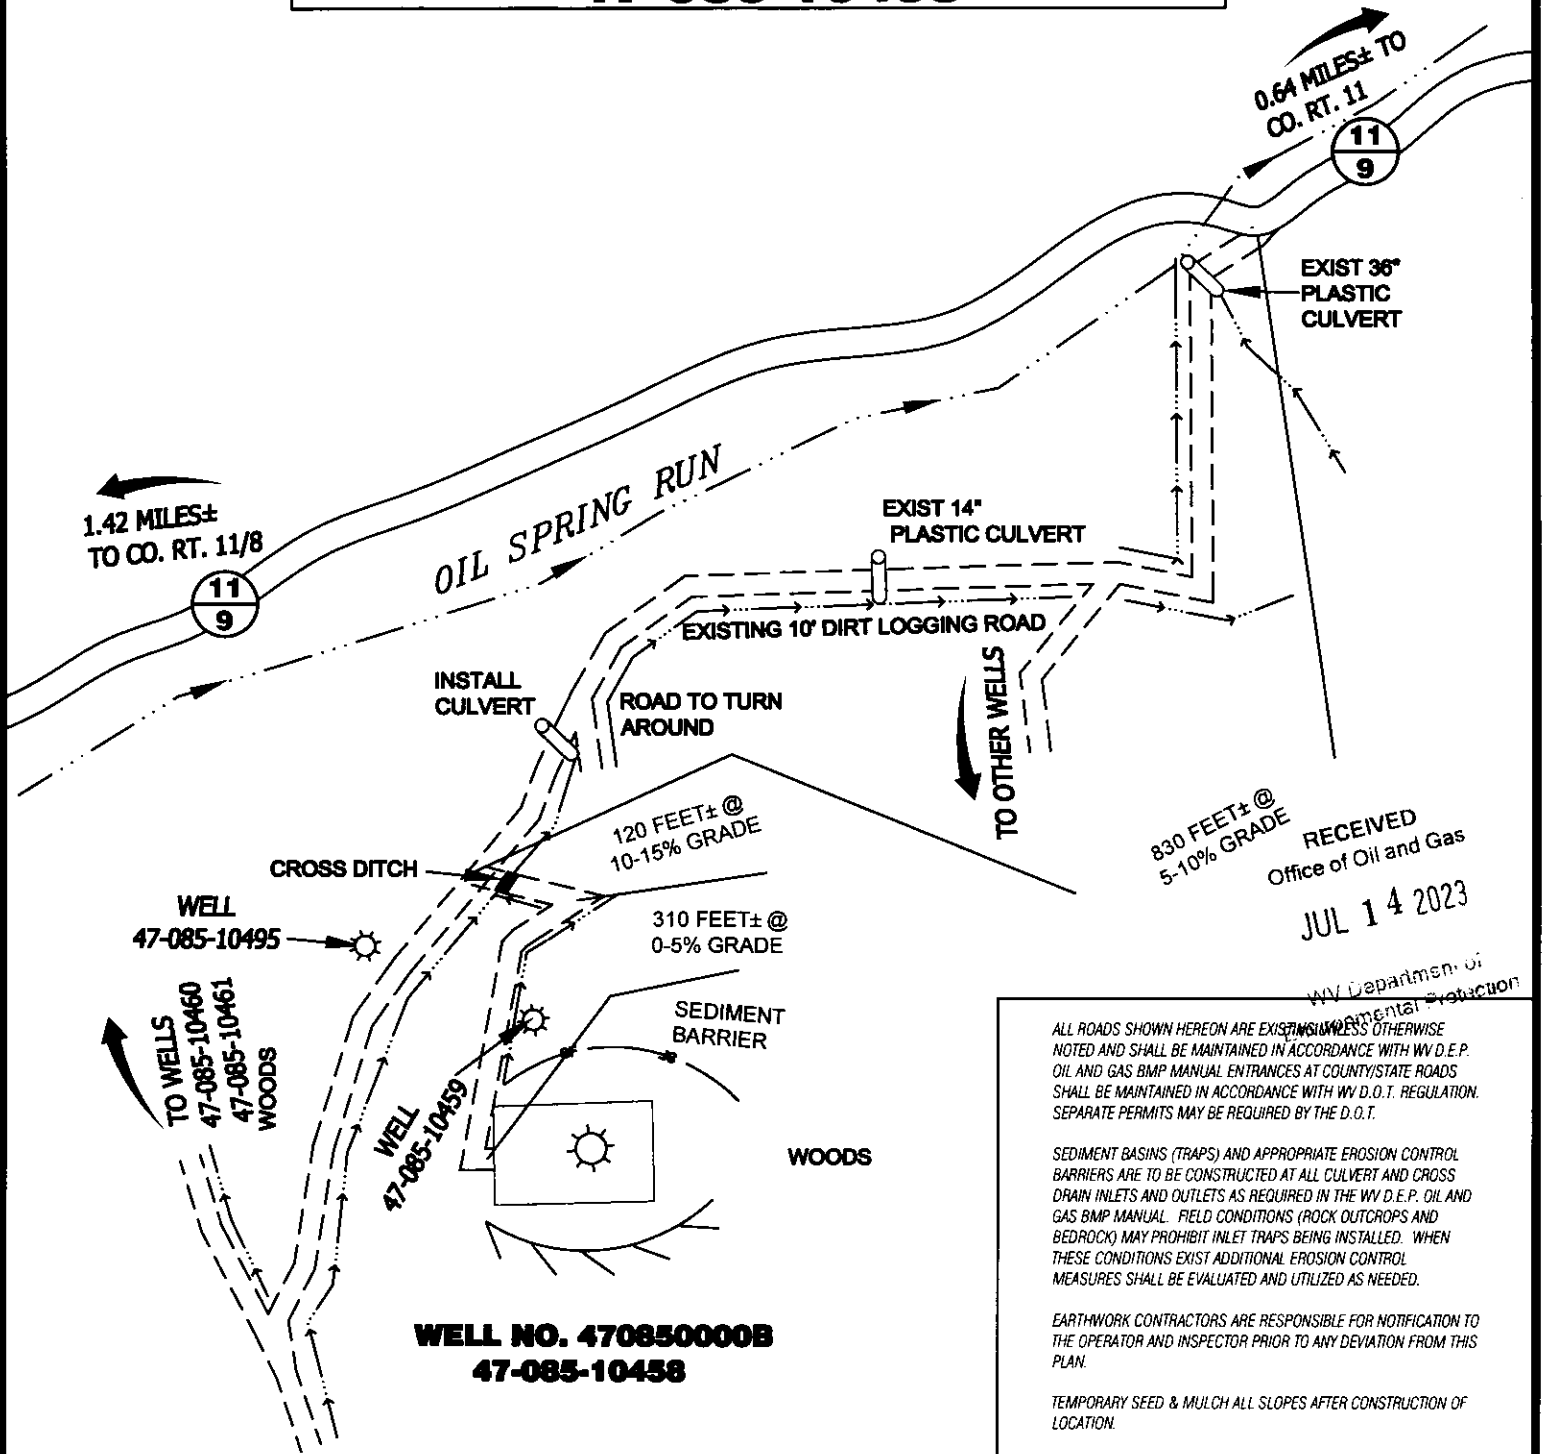 0.64 MILES± TO
CO. RT. 11
11
9
EXIST 36"
PLASTIC
CULVERT
1.42 MILES±
TO CO. RT. 11/8
11
9
OIL SPRING RUN
EXIST 14"
PLASTIC CULVERT
EXISTING 10' DIRT LOGGING ROAD
INSTALL
CULVERT
ROAD TO TURN
AROUND
TO OTHER WELLS
120 FEET± @
10-15% GRADE
830 FEET± @
5-10% GRADE
RECEIVED
Office of Oil and Gas
JUL 14 2023
WV Department of
Environmental Protection
CROSS DITCH
WELL
47-085-10495
310 FEET± @
0-5% GRADE
SEDIMENT
BARRIER
TO WELLS
47-085-10460
47-085-10461
WOODS
WELL
47-085-10459
WOODS
WELL NO. 470850000B
47-085-10458
ALL ROADS SHOWN HEREON ARE EXISTING UNLESS OTHERWISE
NOTED AND SHALL BE MAINTAINED IN ACCORDANCE WITH WV D.E.P.
OIL AND GAS BMP MANUAL ENTRANCES AT COUNTY/STATE ROADS
SHALL BE MAINTAINED IN ACCORDANCE WITH WV D.O.T. REGULATION.
SEPARATE PERMITS MAY BE REQUIRED BY THE D.O.T.
SEDIMENT BASINS (TRAPS) AND APPROPRIATE EROSION CONTROL
BARRIERS ARE TO BE CONSTRUCTED AT ALL CULVERT AND CROSS
DRAIN INLETS AND OUTLETS AS REQUIRED IN THE WV D.E.P. OIL AND
GAS BMP MANUAL. FIELD CONDITIONS (ROCK OUTCROPS AND
BEDROCK) MAY PROHIBIT INLET TRAPS BEING INSTALLED. WHEN
THESE CONDITIONS EXIST ADDITIONAL EROSION CONTROL
MEASURES SHALL BE EVALUATED AND UTILIZED AS NEEDED.
EARTHWORK CONTRACTORS ARE RESPONSIBLE FOR NOTIFICATION TO
THE OPERATOR AND INSPECTOR PRIOR TO ANY DEVIATION FROM THIS
PLAN.
TEMPORARY SEED & MULCH ALL SLOPES AFTER CONSTRUCTION OF
LOCATION.